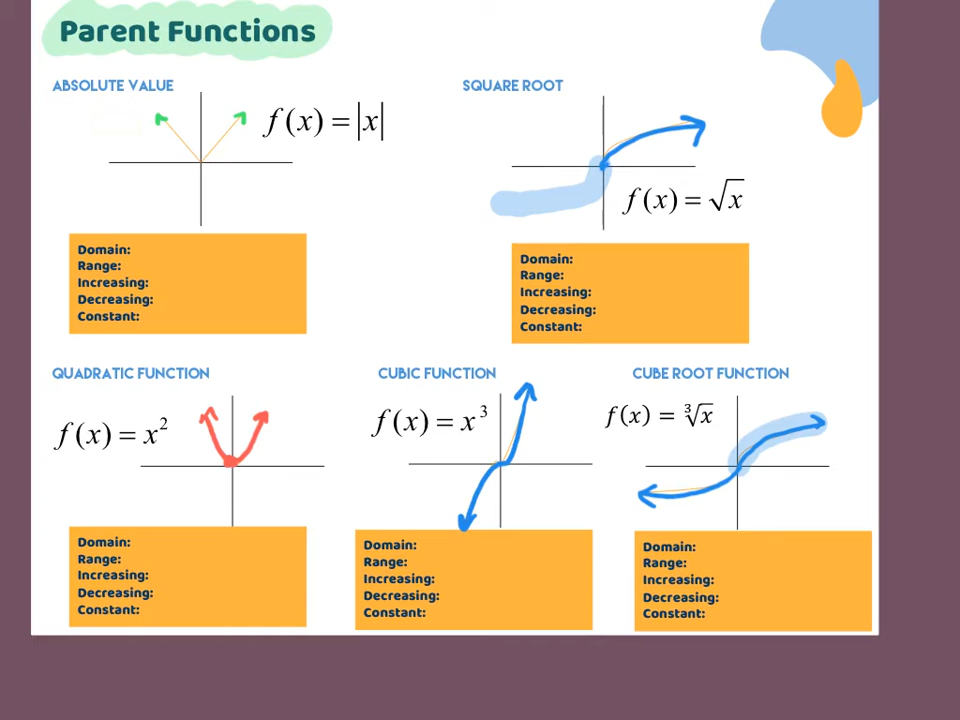 Parent Functions
ABSOLUTE VALUE
f(x) = |x|
Domain:
Range:
Increasing:
Decreasing:
Constant:
SQUARE ROOT
f(x) = √x
Domain:
Range:
Increasing:
Decreasing:
Constant:
QUADRATIC FUNCTION
f(x) = x²
Domain:
Range:
Increasing:
Decreasing:
Constant:
CUBIC FUNCTION
f(x) = x³
Domain:
Range:
Increasing:
Decreasing:
Constant:
CUBE ROOT FUNCTION
f(x) = ∛x
Domain:
Range:
Increasing:
Decreasing:
Constant: